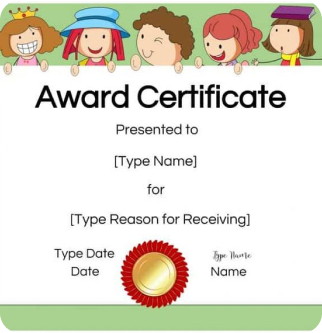 Award Certificate
Presented to
[Type Name]
for
[Type Reason for Receiving]
Type Date
Date
Type Name
Name